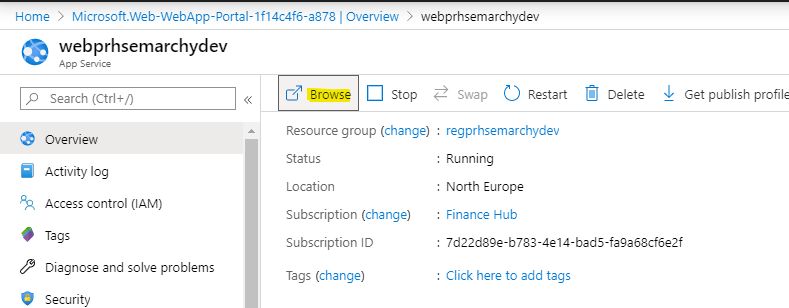 Home > Microsoft.Web-WebApp-Portal-1f14c4f6-a878 | Overview > webprhsemarchydev
webprhsemarchydev
App Service
Search (Ctrl+/)
«
Browse
Stop
Swap
Restart
Delete
Get publish profile
Overview
Activity log
Access control (IAM)
Tags
Diagnose and solve problems
Security
Resource group (change) : regprhsemarchydev
Status : Running
Location : North Europe
Subscription (change) : Finance Hub
Subscription ID : 7d22d89e-b783-4e14-bad5-fa9a68cf6e2f
Tags (change) : Click here to add tags